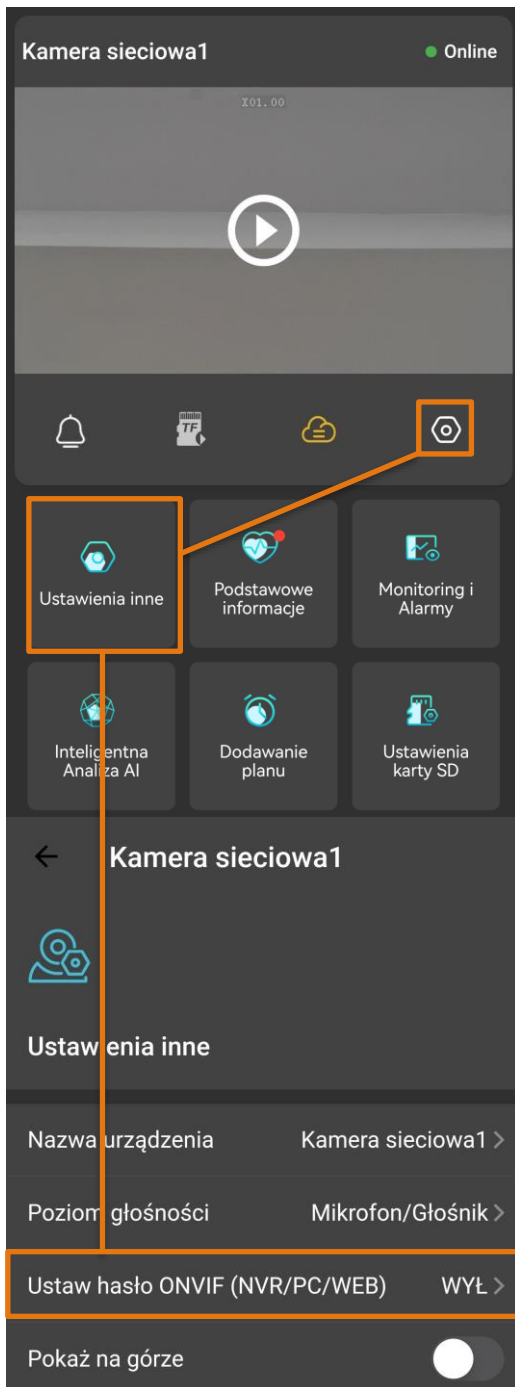 Kamera sieciowa1
Online
X01.00
TF
Ustawienia inne
Podstawowe
informacje
Monitoring i
Alarmy
Inteligentna
Analiza AI
Dodawanie
planu
Ustawienia
karty SD
Kamera sieciowa1
Ustawienia inne
Nazwa urządzenia Kamera sieciowa1
Poziom głośności Mikrofon/Głośnik
Ustaw hasło ONVIF (NVR/PC/WEB) WYŁ
Pokaż na górze